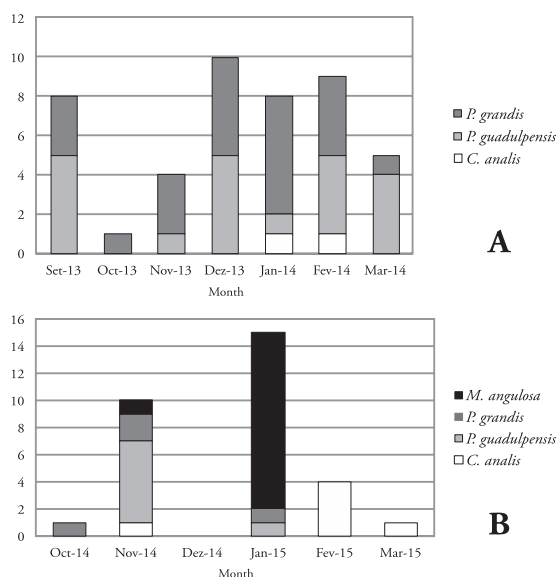 12
10
8
6
4
2
0
Set-13 Oct-13 Nov-13 Dez-13 Jan-14 Fev-14 Mar-14
Month
P. grandis
P. guadulpensis
C. analis
A
16
14
12
10
8
6
4
2
0
Oct-14 Nov-14 Dez-14 Jan-15 Fev-15 Mar-15
Month
M. angulosa
P. grandis
P. guadulpensis
C. analis
B